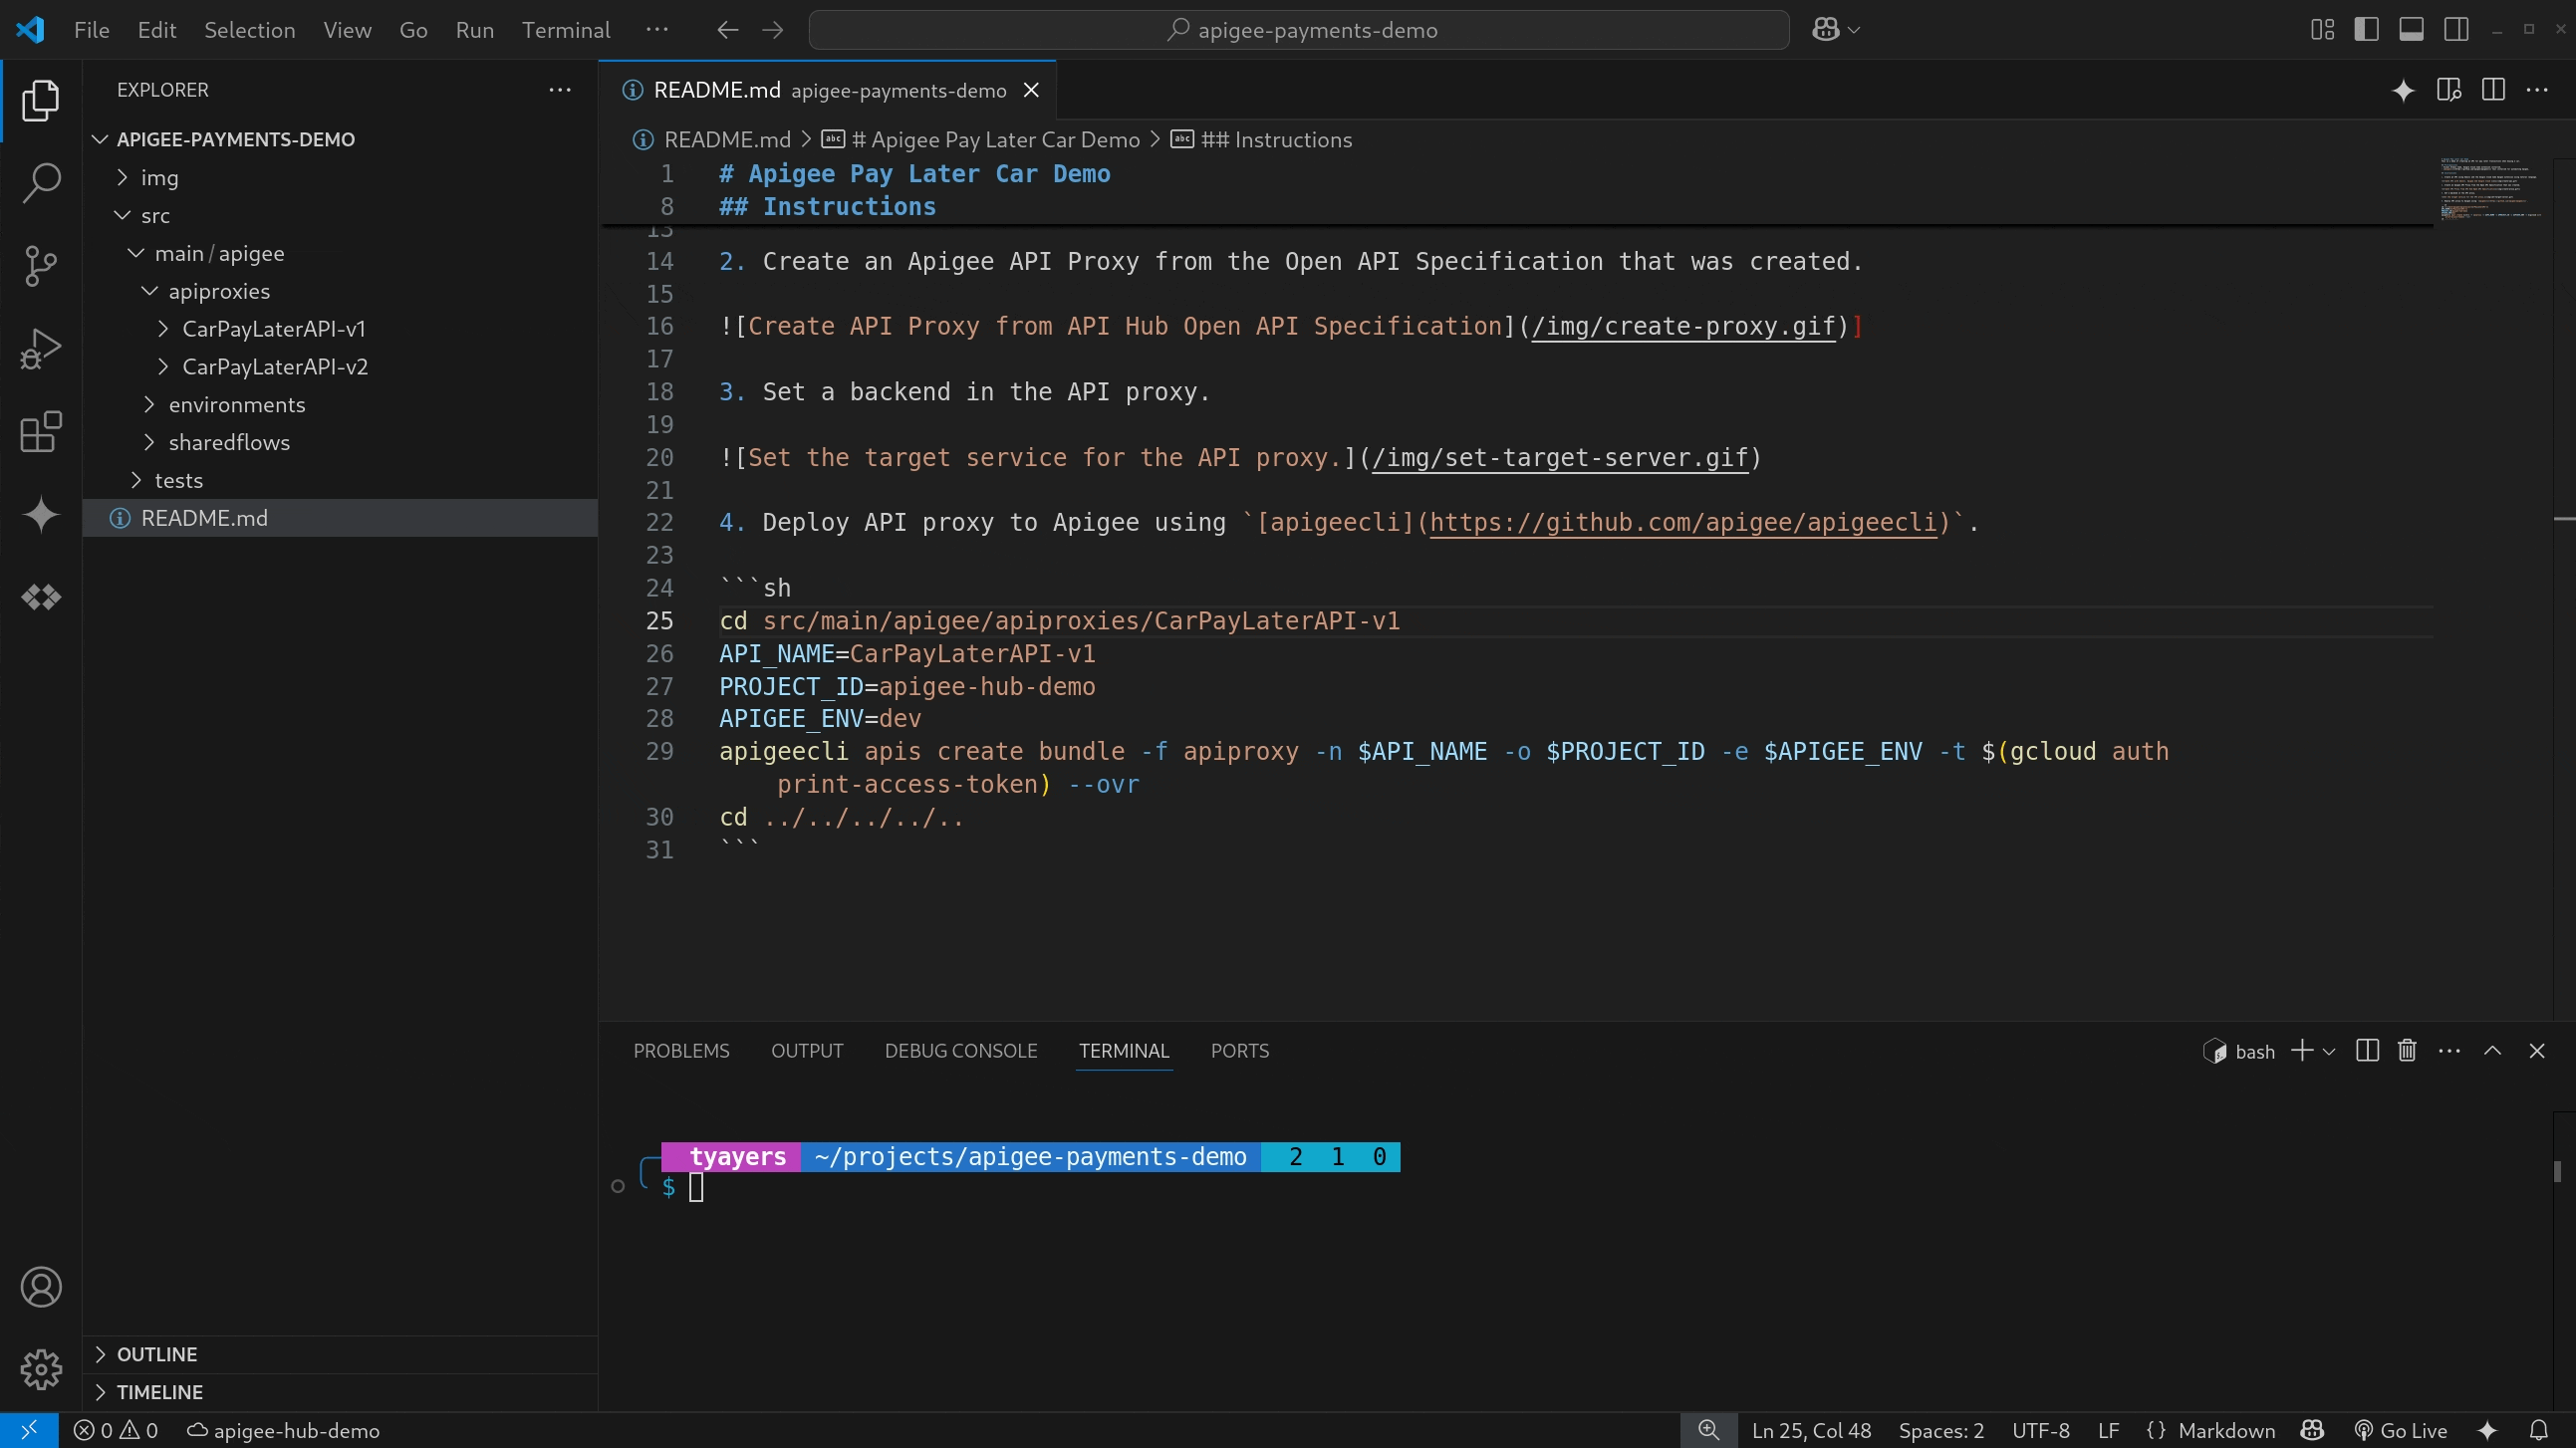 File Edit Selection View Go Run Terminal ··· apigee-payments-demo
EXPLORER ···
APIGEE-PAYMENTS-DEMO
img
src
main / apigee
apiproxies
CarPayLaterAPI-v1
CarPayLaterAPI-v2
environments
sharedflows
tests
README.md
OUTLINE
TIMELINE
README.md apigee-payments-demo
README.md > # Apigee Pay Later Car Demo > ## Instructions
1 # Apigee Pay Later Car Demo
8 ## Instructions
13
14 2. Create an Apigee API Proxy from the Open API Specification that was created.
15
16 ![Create API Proxy from API Hub Open API Specification](/img/create-proxy.gif)]
17
18 3. Set a backend in the API proxy.
19
20 ![Set the target service for the API proxy.](/img/set-target-server.gif)
21
22 4. Deploy API proxy to Apigee using `[apigeecli](https://github.com/apigee/apigeecli)`.
23
24 ```sh
25 cd src/main/apigee/apiproxies/CarPayLaterAPI-v1
26 API_NAME=CarPayLaterAPI-v1
27 PROJECT_ID=apigee-hub-demo
28 APIGEE_ENV=dev
29 apigeecli apis create bundle -f apiproxy -n $API_NAME -o $PROJECT_ID -e $APIGEE_ENV -t $(gcloud auth
print-access-token) --ovr
30 cd ../../../../..
31 ```
PROBLEMS OUTPUT DEBUG CONSOLE TERMINAL PORTS bash
tyayers ~/projects/apigee-payments-demo 2 1 0
$
0 0 apigee-hub-demo Ln 25, Col 48 Spaces: 2 UTF-8 LF {} Markdown Go Live